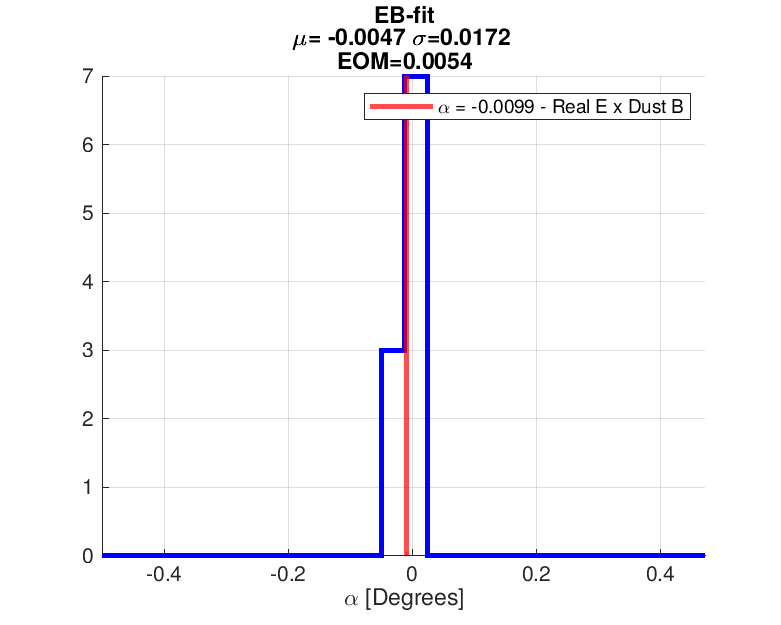 EB-fit
μ= -0.0047 σ=0.0172
EOM=0.0054
α = -0.0099 - Real E x Dust B
7
6
5
4
3
2
1
0
-0.4 -0.2 0 0.2 0.4
α [Degrees]